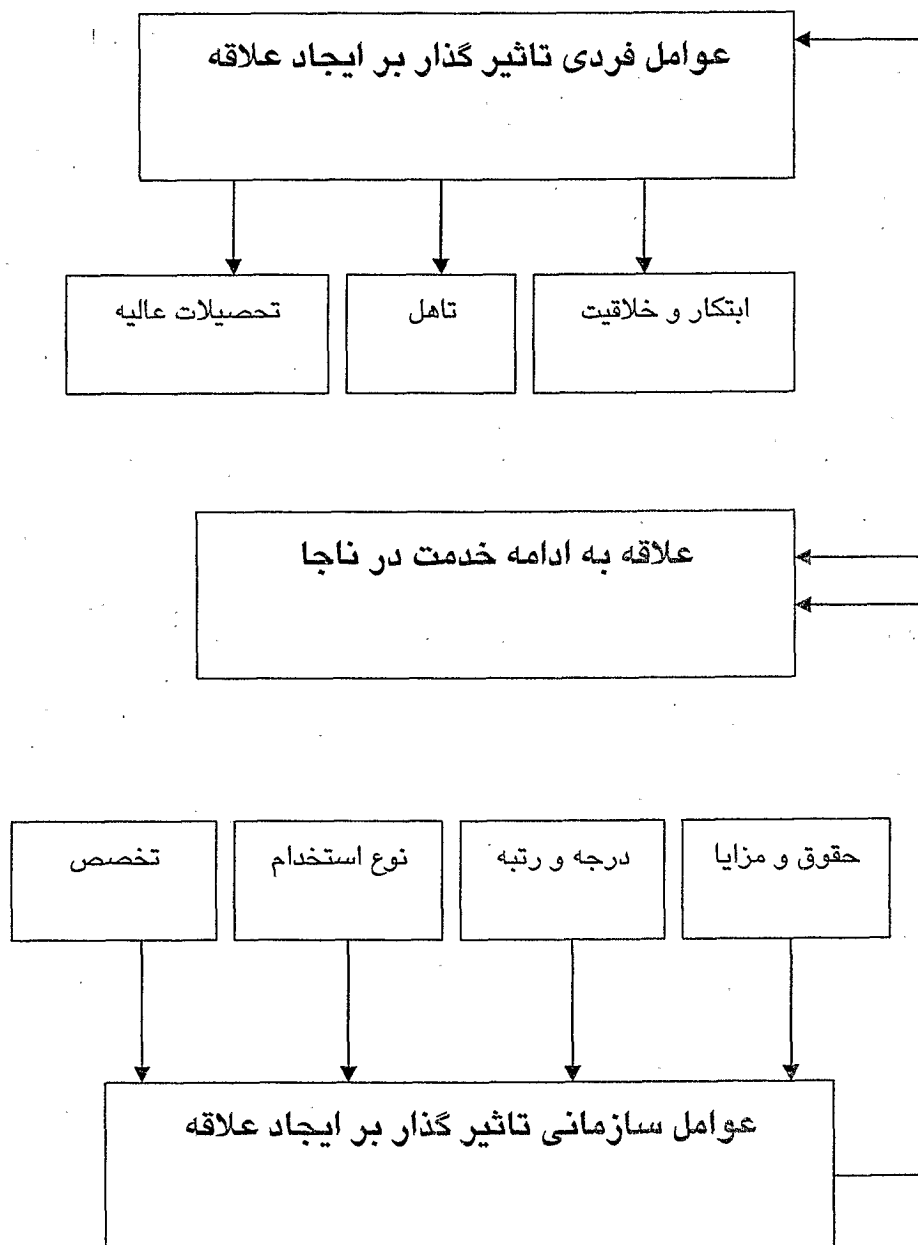 عوامل فردی تاثیر گذار بر ایجاد علاقه
ابتکار و خلاقیت
تاهل
تحصیلات عالیه
علاقه به ادامه خدمت در ناجا
حقوق و مزایا
درجه و رتبه
نوع استخدام
تخصص
عوامل سازمانی تاثیر گذار بر ایجاد علاقه